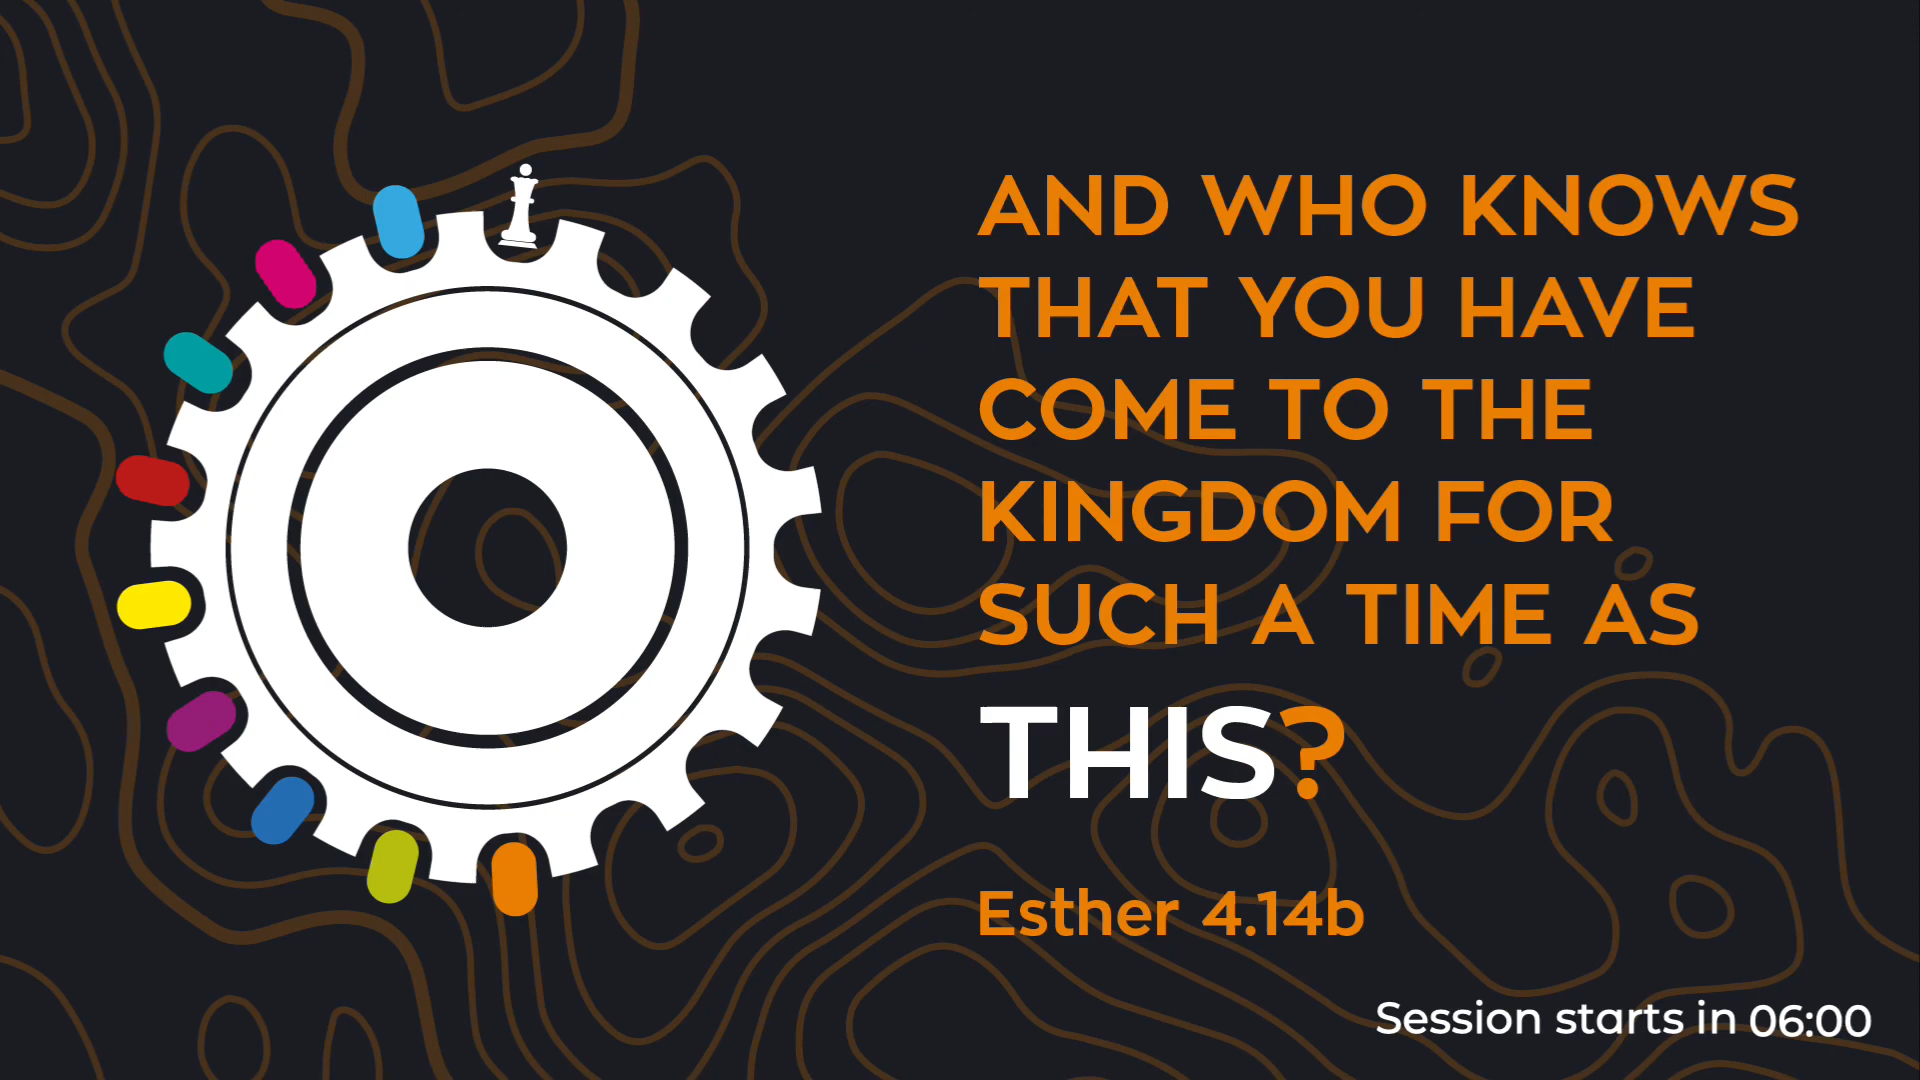 AND WHO KNOWS
THAT YOU HAVE
COME TO THE
KINGDOM FOR
SUCH A TIME AS
THIS?
Esther 4.14b
Session starts in 06:00